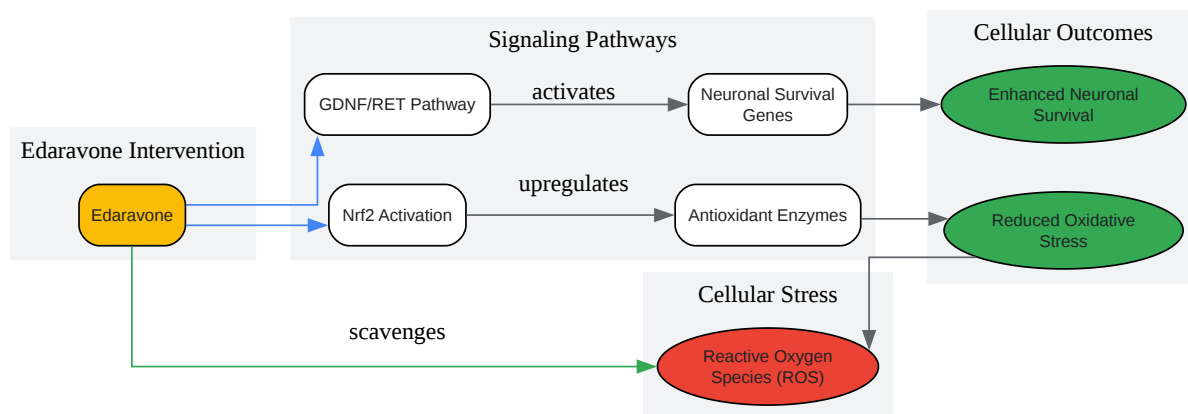 Edaravone Intervention
Edaravone
Signaling Pathways
GDNF/RET Pathway
activates
Neuronal Survival
Genes
Nrf2 Activation
upregulates
Antioxidant Enzymes
Cellular Outcomes
Enhanced Neuronal
Survival
Reduced Oxidative
Stress
scavenges
Cellular Stress
Reactive Oxygen
Species (ROS)